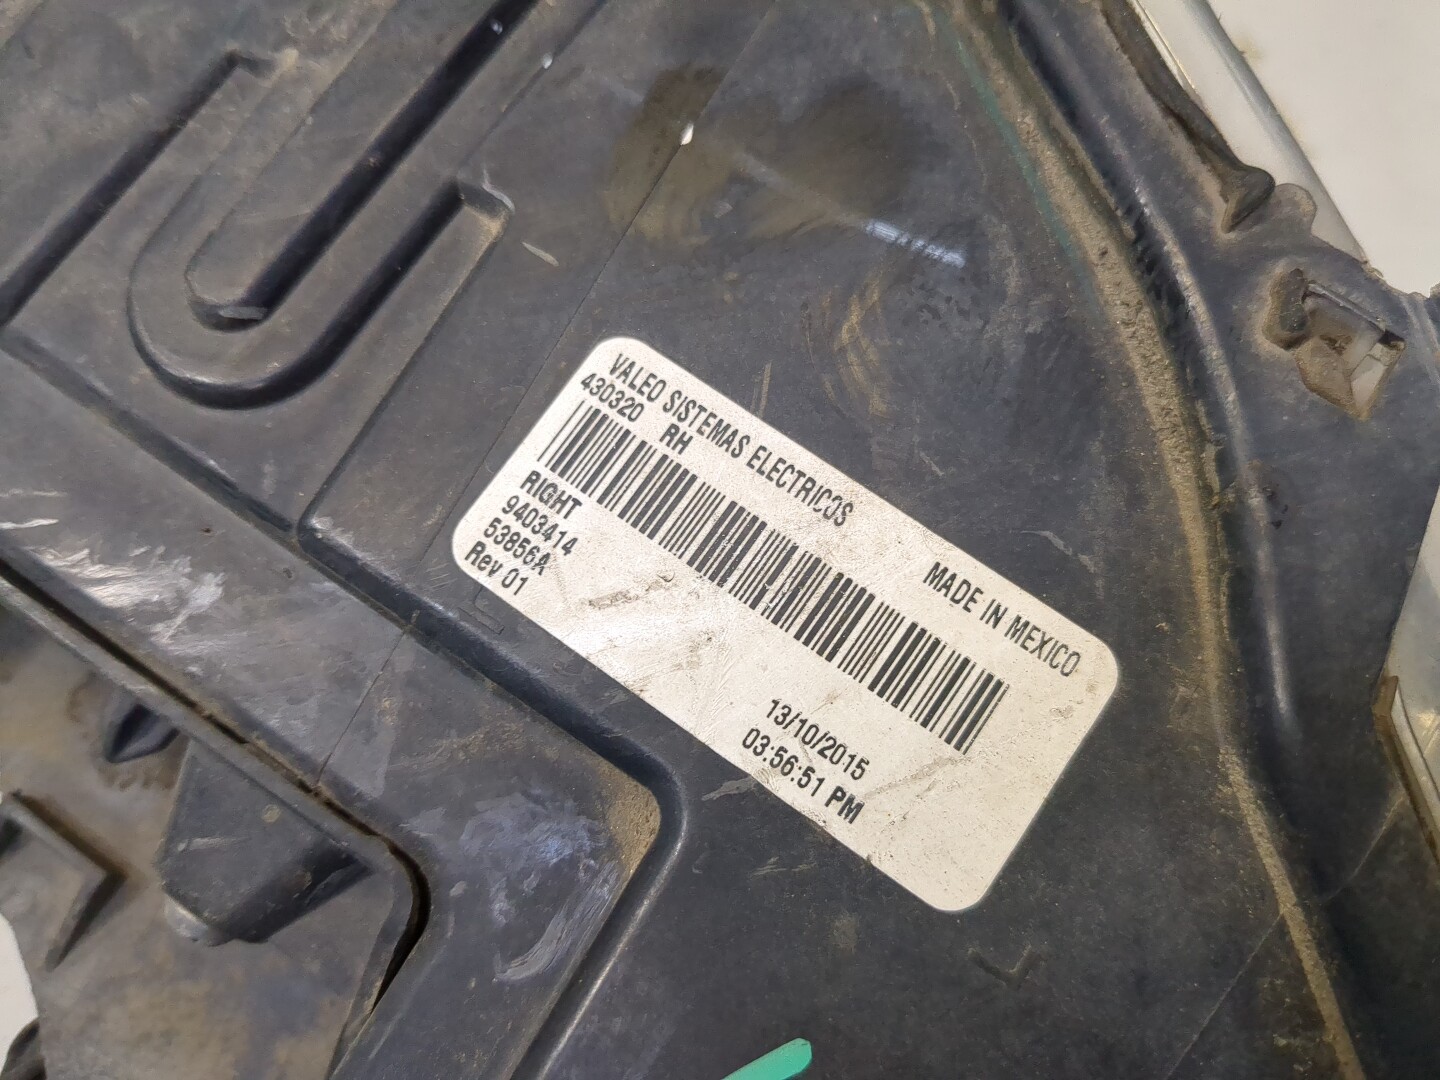 VALEO SISTEMAS ELECTRICOS
MADE IN MEXICO
430320 RH
RIGHT
9403414
53856A
Rev 01
13/10/2015
03:56:51 PM